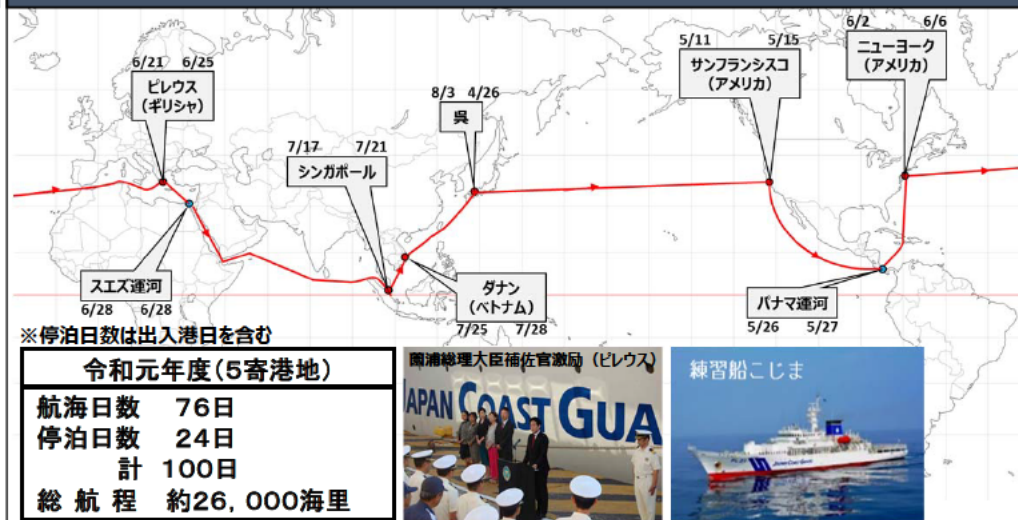 6/2 6/6
ニューヨーク
(アメリカ)
5/11 5/15
サンフランシスコ
(アメリカ)
6/21 6/25
ピレウス
(ギリシャ)
8/3 4/26
呉
7/17 7/21
シンガポール
スエズ運河
6/28 6/28
ダナン
(ベトナム)
7/25 7/28
パナマ運河
5/26 5/27
※停泊日数は出入港日を含む
令和元年度(5寄港地)
航海日数 76日
停泊日数 24日
計 100日
総航程 約26,000海里
薗浦総理大臣補佐官激励(ピレウス)
JAPAN COAST GUA
練習船こじま
JAPAN COAST GUARD